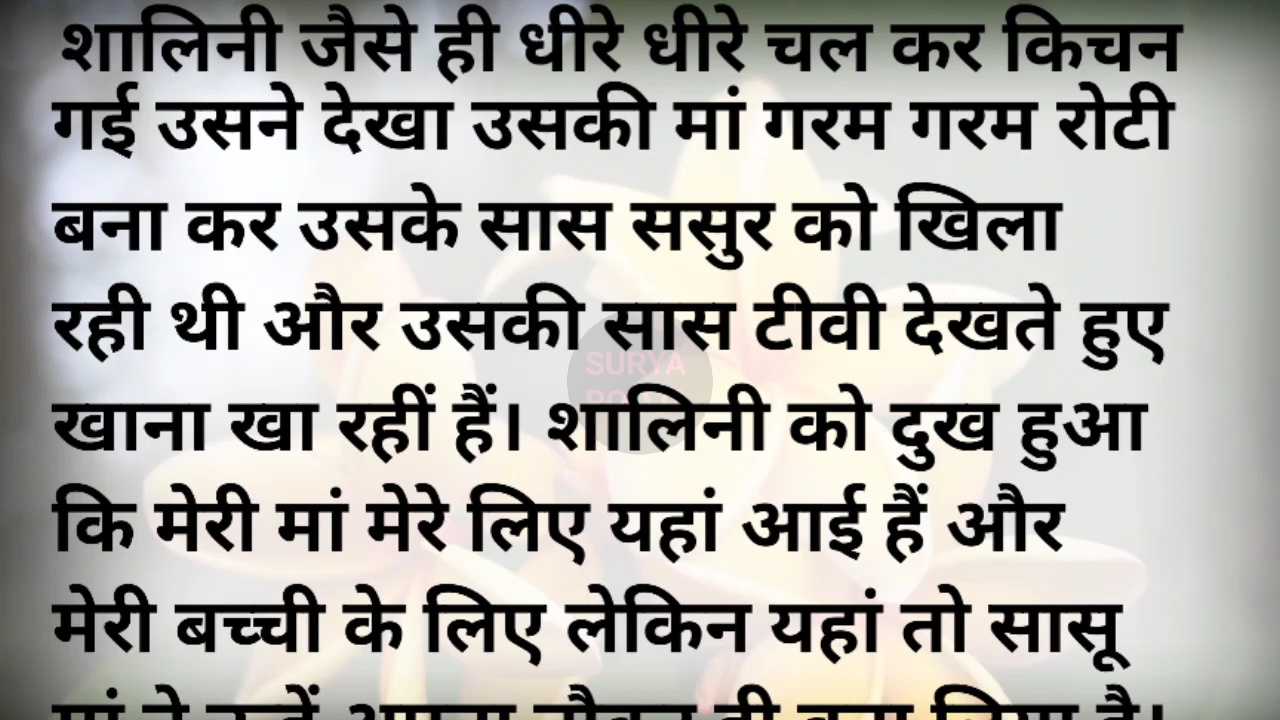 शालिनी जैसे ही धीरे धीरे चल कर किचन
गई उसने देखा उसकी मां गरम गरम रोटी
बना कर उसके सास ससुर को खिला
रही थी और उसकी सास टीवी देखते हुए
SURYA
खाना खा रहीं हैं। शालिनी को दुख हुआ
कि मेरी मां मेरे लिए यहां आई हैं और
मेरी बच्ची के लिए लेकिन यहां तो सासू